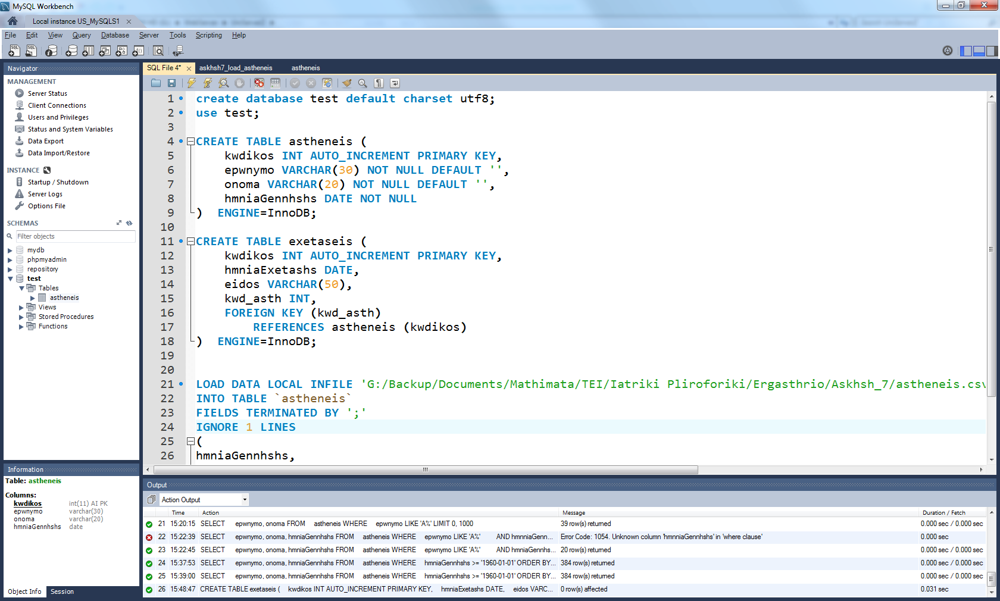 MySQL Workbench
Local instance US_MySQLS1
File Edit View Query Database Server Tools Scripting Help
Navigator
MANAGEMENT
Server Status
Client Connections
Users and Privileges
Status and System Variables
Data Export
Data Import/Restore
INSTANCE
Startup / Shutdown
Server Logs
Options File
SCHEMAS
Filter objects
mydb
phpmyadmin
repository
test
Tables
astheneis
Views
Stored Procedures
Functions
Information
Table: astheneis
Columns:
kwdikos int(11) AI PK
epwnymo varchar(30)
onoma varchar(20)
hmniaGennhshs date
Object Info Session
SQL File 4* askhsh7_load_astheneis astheneis
1 create database test default charset utf8;
2 use test;
3
4 CREATE TABLE astheneis (
5 kwdikos INT AUTO_INCREMENT PRIMARY KEY,
6 epwnymo VARCHAR(30) NOT NULL DEFAULT '',
7 onoma VARCHAR(20) NOT NULL DEFAULT '',
8 hmniaGennhshs DATE NOT NULL
9 ) ENGINE=InnoDB;
10
11 CREATE TABLE exetaseis (
12 kwdikos INT AUTO_INCREMENT PRIMARY KEY,
13 hmniaExetashs DATE,
14 eidos VARCHAR(50),
15 kwd_asth INT,
16 FOREIGN KEY (kwd_asth)
17 REFERENCES astheneis (kwdikos)
18 ) ENGINE=InnoDB;
19
20
21 LOAD DATA LOCAL INFILE 'G:/Backup/Documents/Mathimata/TEI/Iatriki Pliroforiki/Ergasthrio/Askhsh_7/astheneis.csv
22 INTO TABLE `astheneis`
23 FIELDS TERMINATED BY ';'
24 IGNORE 1 LINES
25 (
26 hmniaGennhshs,
Output
Action Output
Time Action Message Duration / Fetch
21 15:20:15 SELECT epwnymo, onoma FROM astheneis WHERE epwnymo LIKE 'A%' LIMIT 0, 1000 39 row(s) returned 0.000 sec / 0.000 sec
22 15:22:39 SELECT epwnymo, onoma, hmniaGennhshs FROM astheneis WHERE epwnymo LIKE 'A%' AND hmnniaGenn... Error Code: 1054. Unknown column 'hmnniaGennhshs' in 'where clause' 0.000 sec
23 15:22:45 SELECT epwnymo, onoma, hmniaGennhshs FROM astheneis WHERE epwnymo LIKE 'A%' AND hmniaGennhshs... 20 row(s) returned 0.000 sec / 0.000 sec
24 15:37:53 SELECT epwnymo, onoma, hmniaGennhshs FROM astheneis WHERE hmniaGennhshs >= '1960-01-01' ORDER BY... 384 row(s) returned 0.000 sec / 0.000 sec
25 15:39:00 SELECT epwnymo, onoma, hmniaGennhshs FROM astheneis WHERE hmniaGennhshs >= '1960-01-01' ORDER BY... 384 row(s) returned 0.000 sec / 0.000 sec
26 15:48:47 CREATE TABLE exetaseis ( kwdikos INT AUTO_INCREMENT PRIMARY KEY, hmniaExetashs DATE, eidos VARC... 0 row(s) affected 0.031 sec